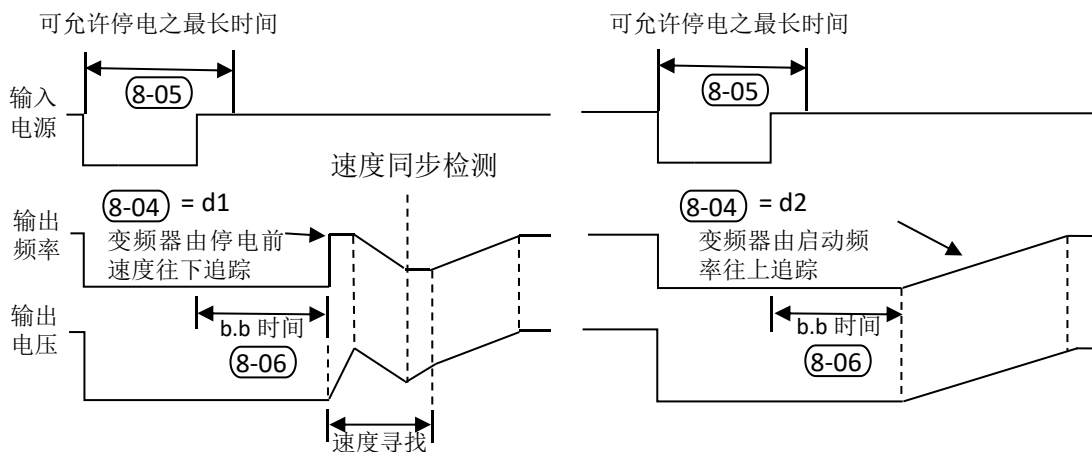 可允许停电之最长时间
8-05
输入
电源
速度同步检测
8-04 = d1
变频器由停电前
速度往下追踪
输出
频率
b.b 时间
8-06
输出
电压
速度寻找
可允许停电之最长时间
8-05
8-04 = d2
变频器由启动频
率往上追踪
b.b 时间
8-06